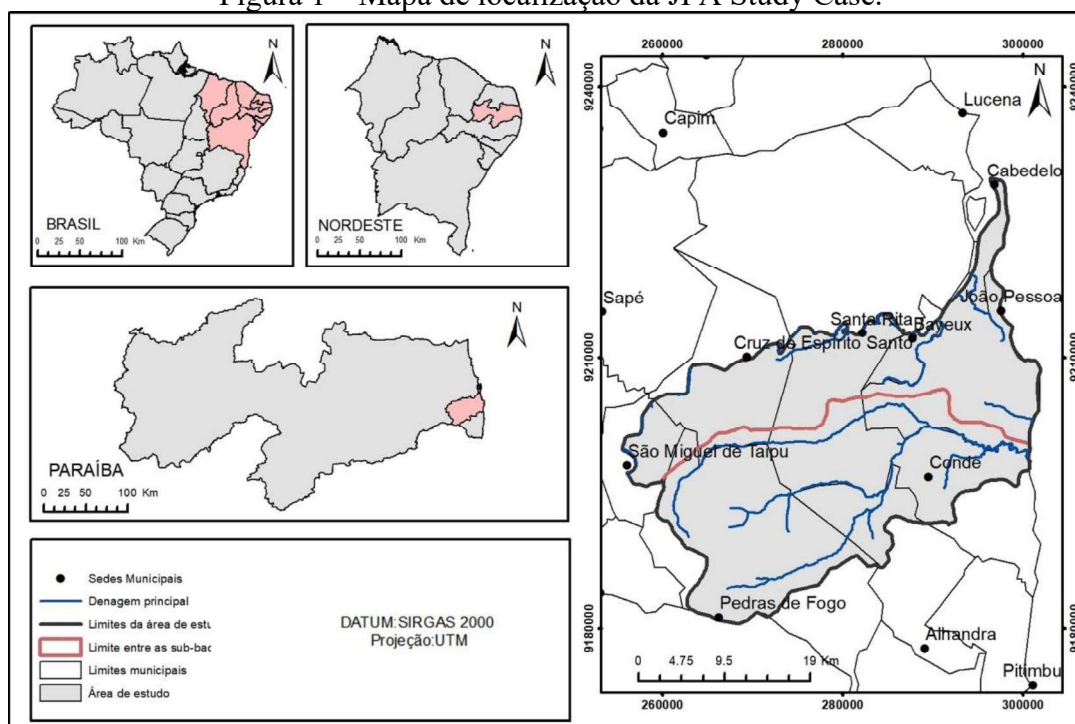 Figura 1 – Mapa de localização da JPA Study Case.
N
BRASIL
0 25 50 100 Km
N
NORDESTE
0 25 50 100 Km
N
PARAÍBA
0 25 50 100 Km
Sedes Municipais
Denagem principal
Limites da área de estu
Limite entre as sub-bac
Limites municipais
Área de estudo
DATUM:SIRGAS 2000
Projeção:UTM
260000 280000 300000
9240000
9240000
N
Lucena
Capim
Cabedelo
Sapé
João Pessoa
Santa Rita
Bayeux
Cruz do Espírito Santo
9210000
9210000
São Miguel de Taipu
Conde
Pedras de Fogo
9180000
9180000
Alhandra
Pitimbu
0 4.75 9.5 19 Km
260000 280000 300000